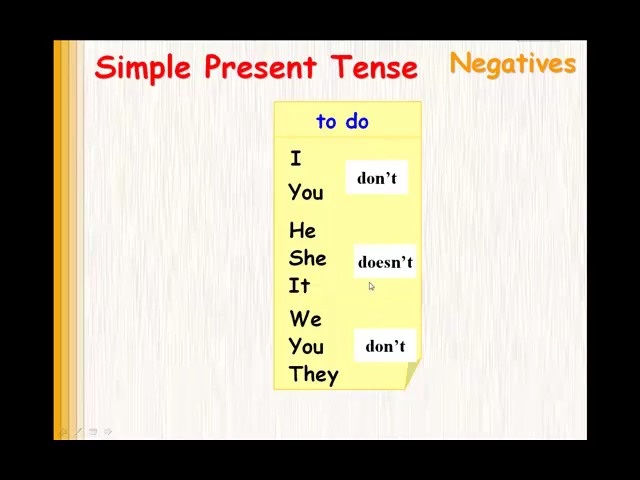 Simple Present Tense
Negatives
to do
I
You
don't
He
She
It
doesn't
We
You
They
don't